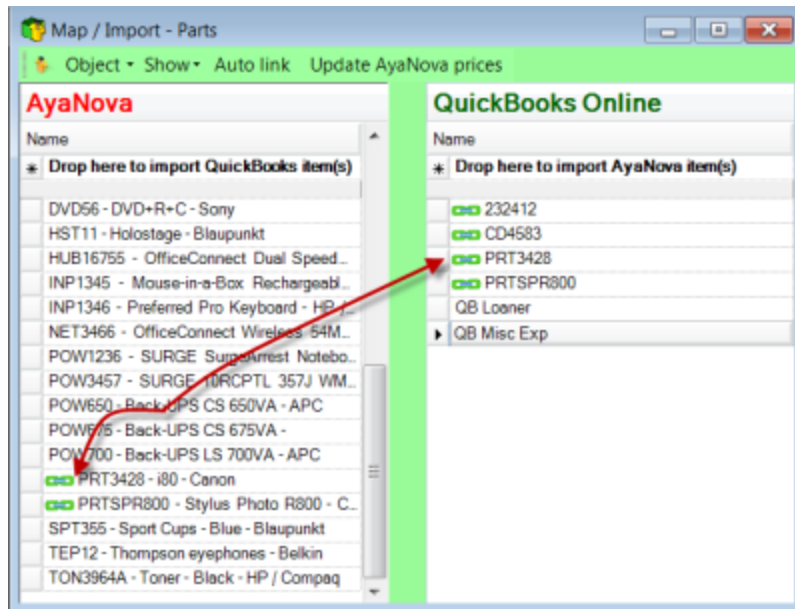 Map / Import - Parts
Object Show Auto link Update AyaNova prices
AyaNova
Name
Drop here to import QuickBooks item(s)
DVD56 - DVD+R+C - Sony
HST11 - Holostage - Blaupunkt
HUB16755 - OfficeConnect Dual Speed...
INP1345 - Mouse-in-a-Box Rechargeabl...
INP1346 - Preferred Pro Keyboard - HP /...
NET3466 - OfficeConnect Wireless 54M...
POW1236 - SURGE SurgeArrest Notebo...
POW3457 - SURGE 10RCPTL 357J WM...
POW650 - Back-UPS CS 650VA - APC
POW675 - Back-UPS CS 675VA -
POW700 - Back-UPS LS 700VA - APC
PRT3428 - i80 - Canon
PRTSPR800 - Stylus Photo R800 - C...
SPT355 - Sport Cups - Blue - Blaupunkt
TEP12 - Thompson eyephones - Belkin
TON3964A - Toner - Black - HP / Compaq
QuickBooks Online
Name
Drop here to import AyaNova item(s)
232412
CD4583
PRT3428
PRTSPR800
QB Loaner
QB Misc Exp